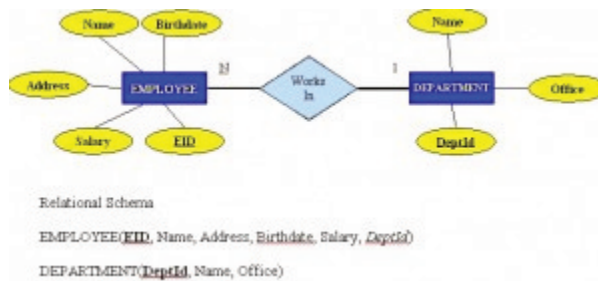 Name
Birthdate
Name
Address
EMPLOYEE
N
Works
In
1
DEPARTMENT
Office
Salary
EID
DeptId
Relational Schema
EMPLOYEE(EID, Name, Address, Birthdate, Salary, DeptId)
DEPARTMENT(DeptId, Name, Office)